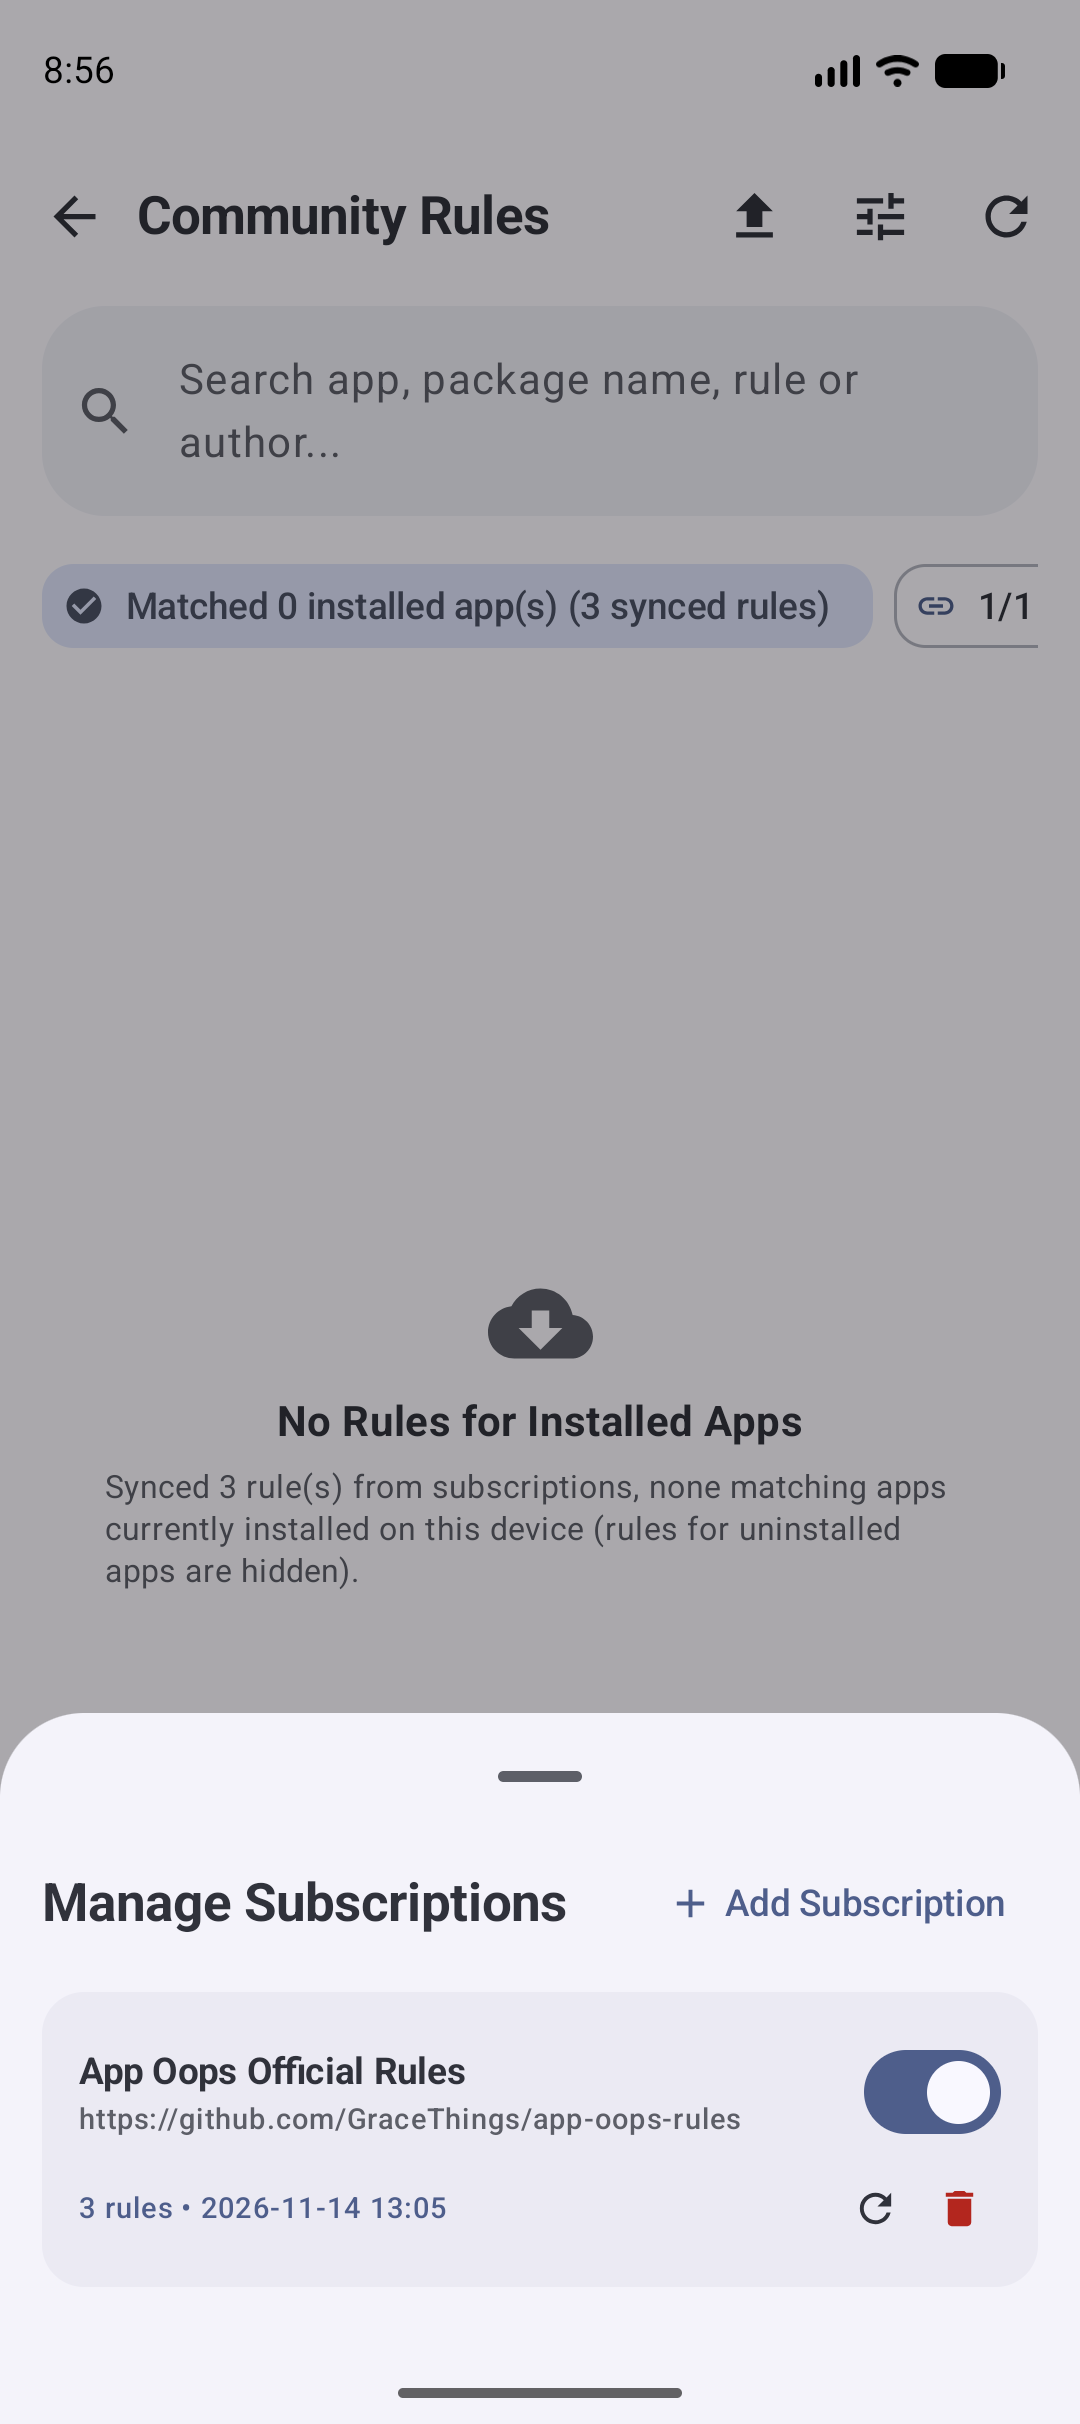 8:56
Community Rules
Search app, package name, rule or
author...
Matched 0 installed app(s) (3 synced rules)
1/1
No Rules for Installed Apps
Synced 3 rule(s) from subscriptions, none matching apps
currently installed on this device (rules for uninstalled
apps are hidden).
Manage Subscriptions
Add Subscription
App Oops Official Rules
https://github.com/GraceThings/app-oops-rules
3 rules • 2026-11-14 13:05